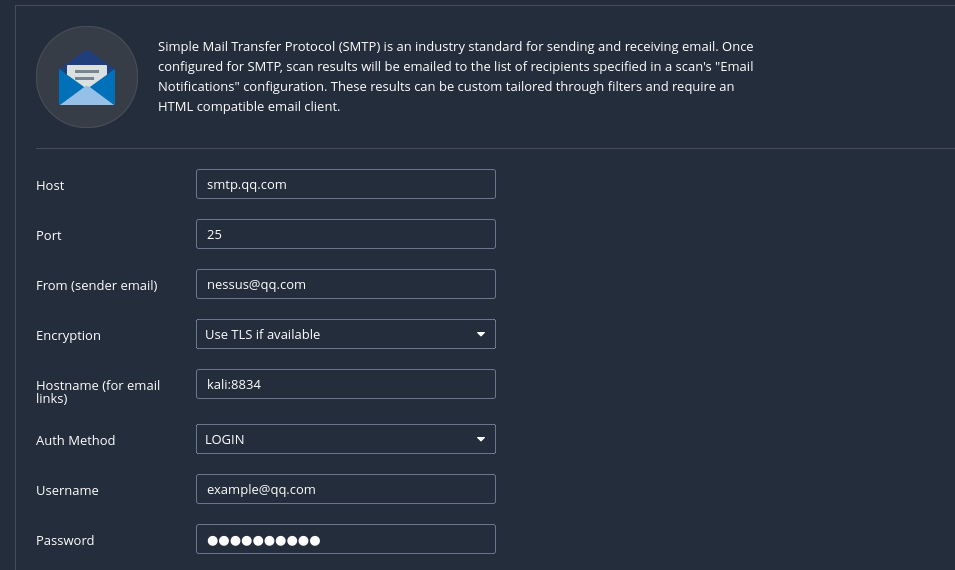 Simple Mail Transfer Protocol (SMTP) is an industry standard for sending and receiving email. Once
configured for SMTP, scan results will be emailed to the list of recipients specified in a scan's "Email
Notifications" configuration. These results can be custom tailored through filters and require an
HTML compatible email client.
Host
smtp.qq.com
Port
25
From (sender email)
nessus@qq.com
Encryption
Use TLS if available
Hostname (for email
links)
kali:8834
Auth Method
LOGIN
Username
example@qq.com
Password
●●●●●●●●●●